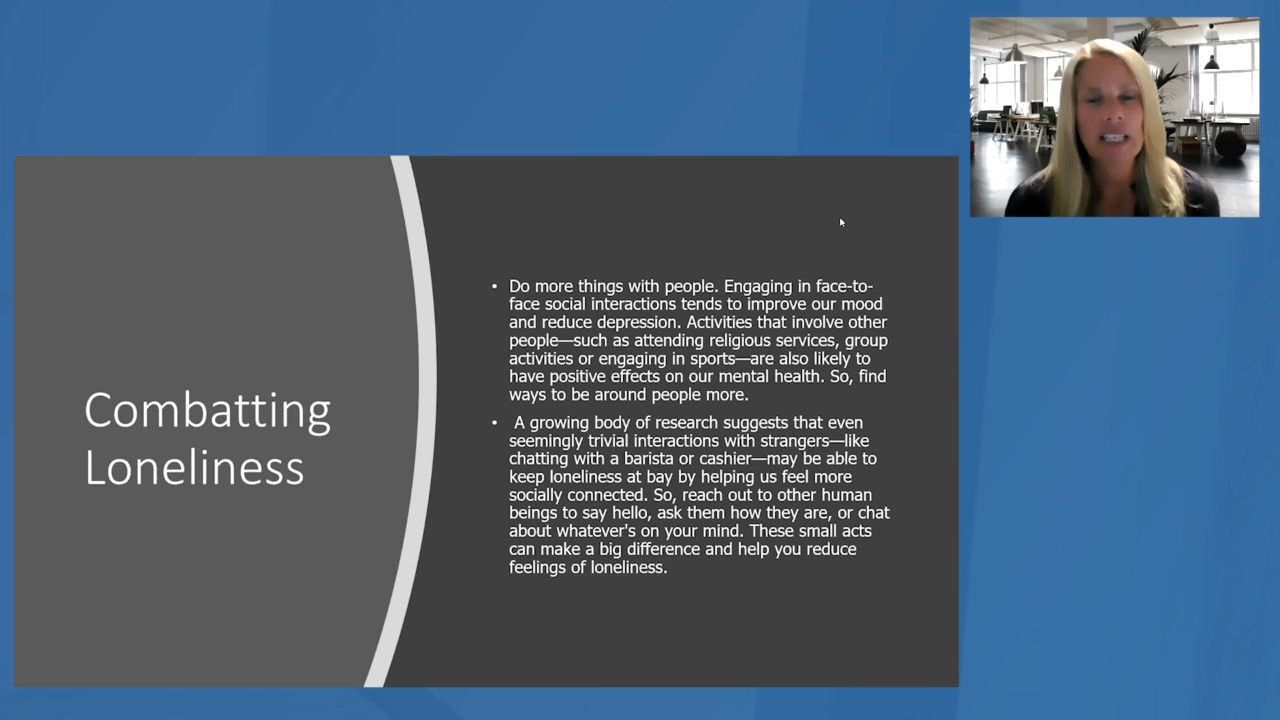 Combatting
Loneliness
• Do more things with people. Engaging in face-to-
face social interactions tends to improve our mood
and reduce depression. Activities that involve other
people—such as attending religious services, group
activities or engaging in sports—are also likely to
have positive effects on our mental health. So, find
ways to be around people more.
• A growing body of research suggests that even
seemingly trivial interactions with strangers—like
chatting with a barista or cashier—may be able to
keep loneliness at bay by helping us feel more
socially connected. So, reach out to other human
beings to say hello, ask them how they are, or chat
about whatever's on your mind. These small acts
can make a big difference and help you reduce
feelings of loneliness.